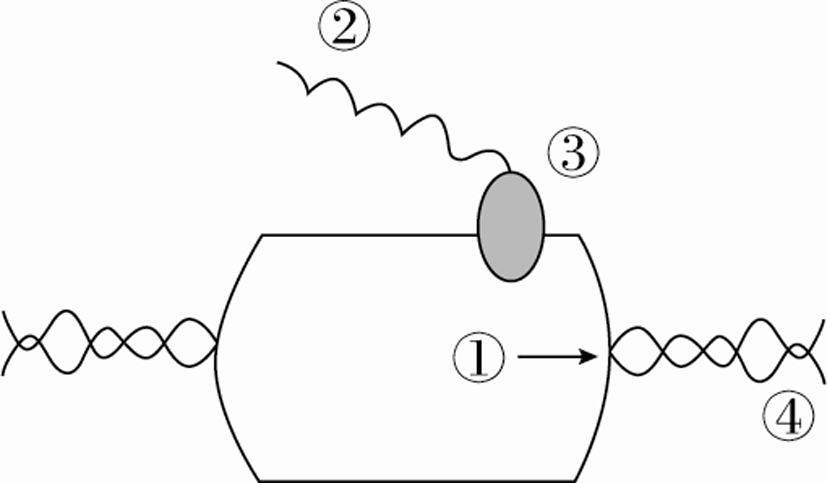 ②
③
①
④